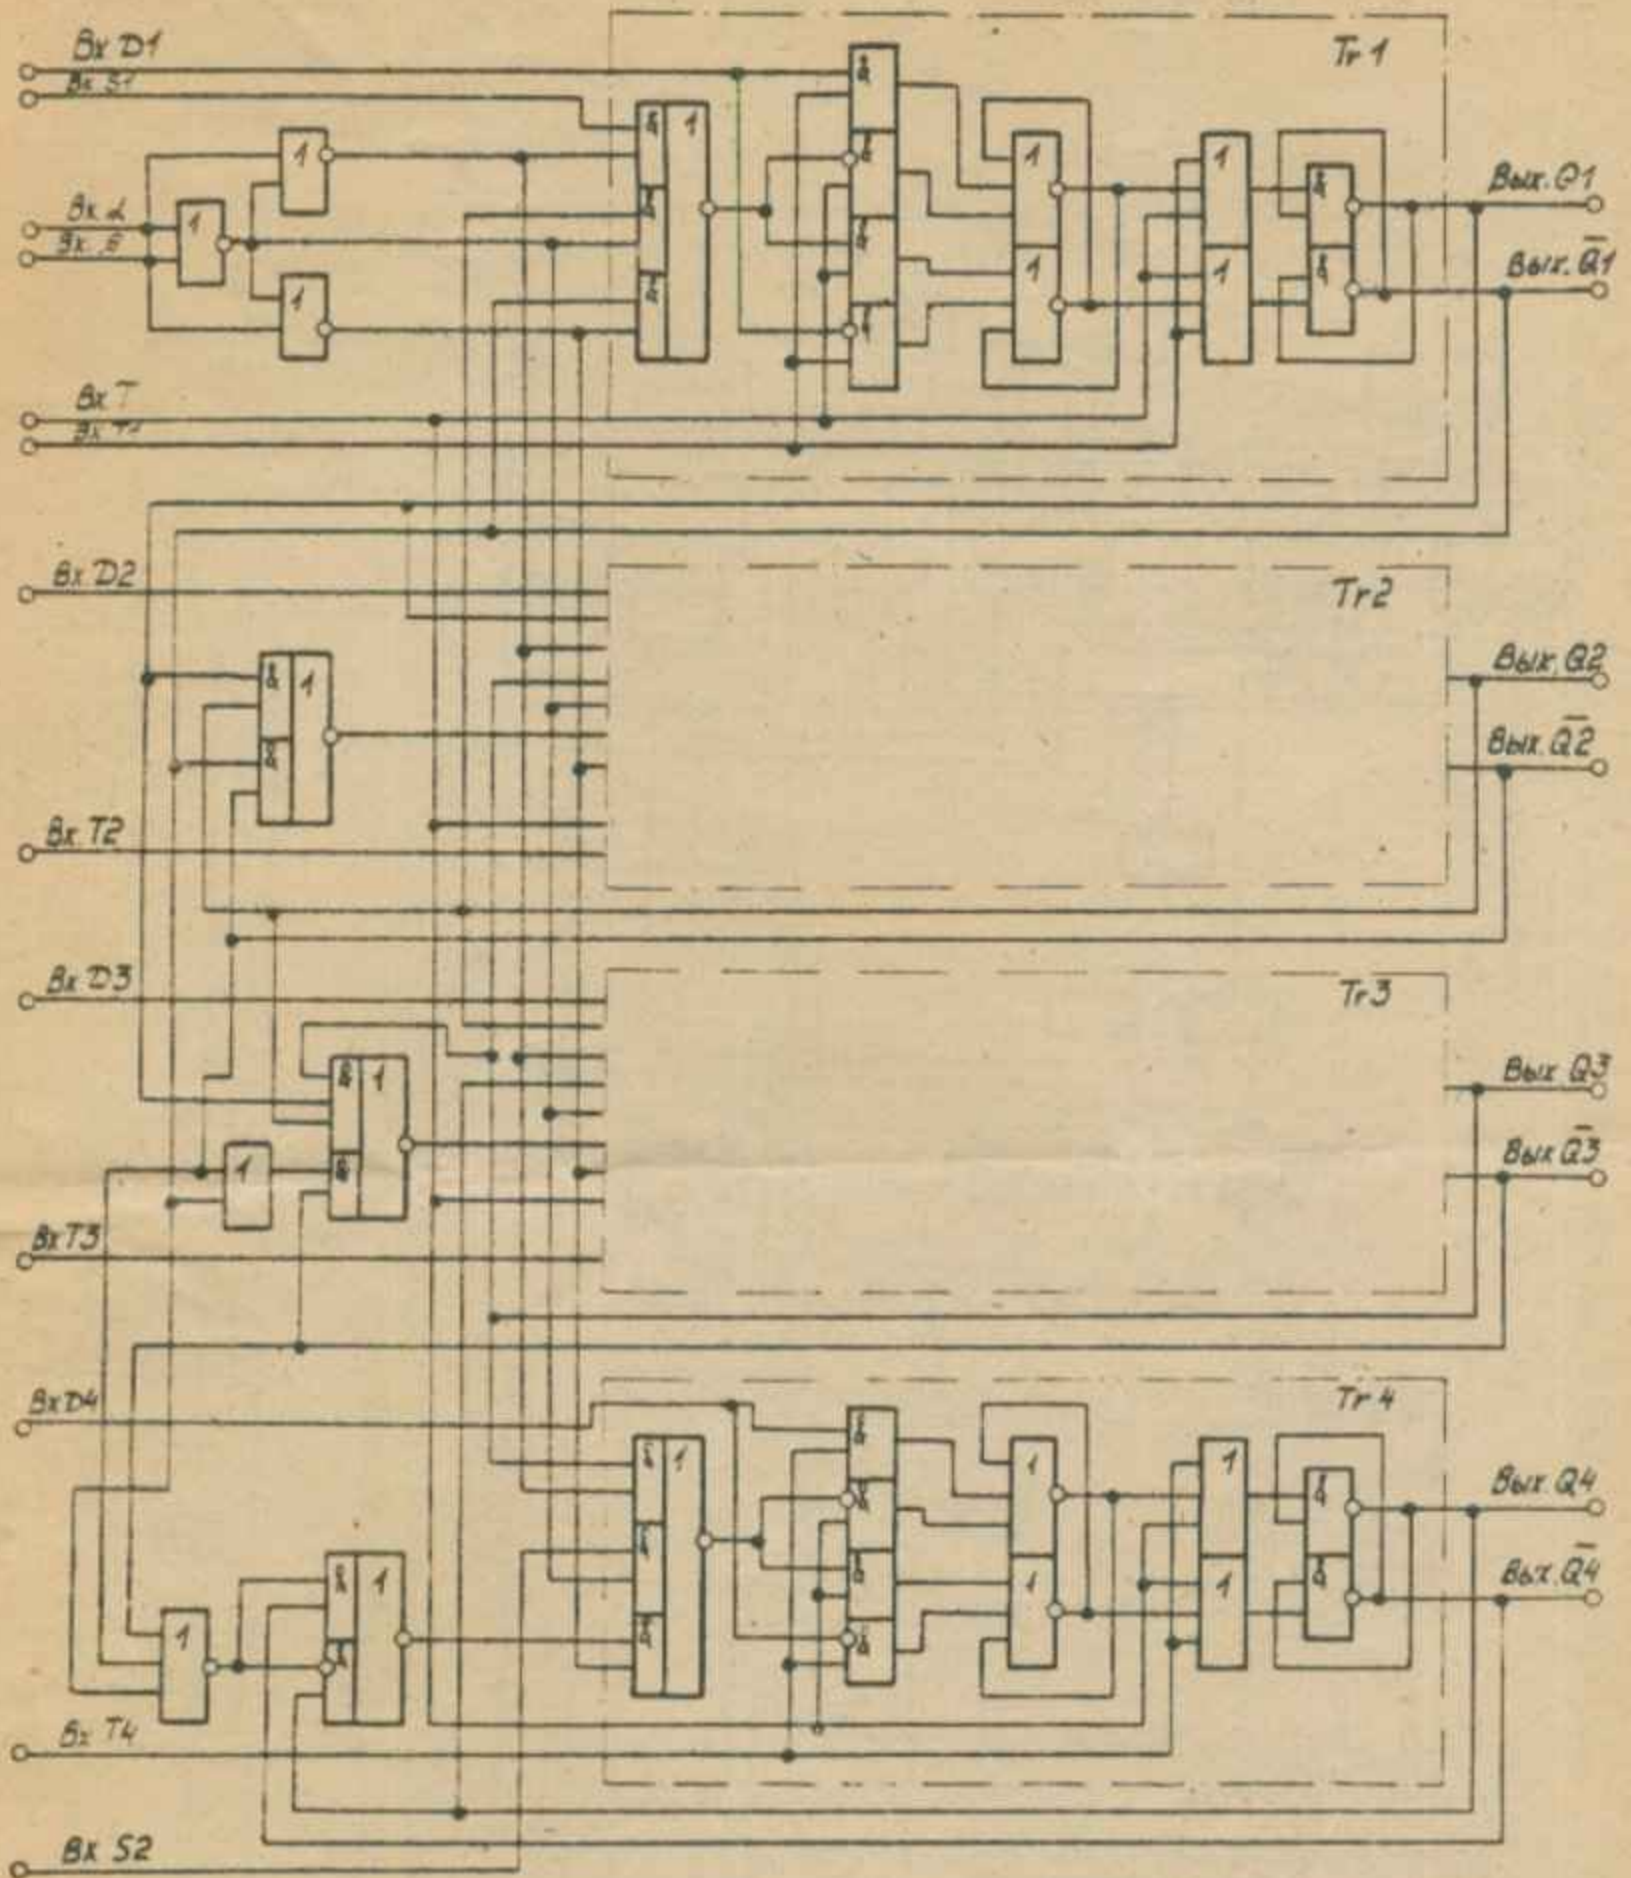 Вх D1
Вх. S1
Tr 1
Вх. L
Вх. E
Вых. Q1
Вых. Q̅1
Вх T
Вх T1
Вх D2
Tr2
Вых. Q2
Вых. Q̅2
Вх T2
Вх D3
Tr3
Вых Q3
Вых Q̅3
Вх T3
Вх D4
Tr 4
Вых. Q4
Вых. Q̅4
Вх T4
Вх S2